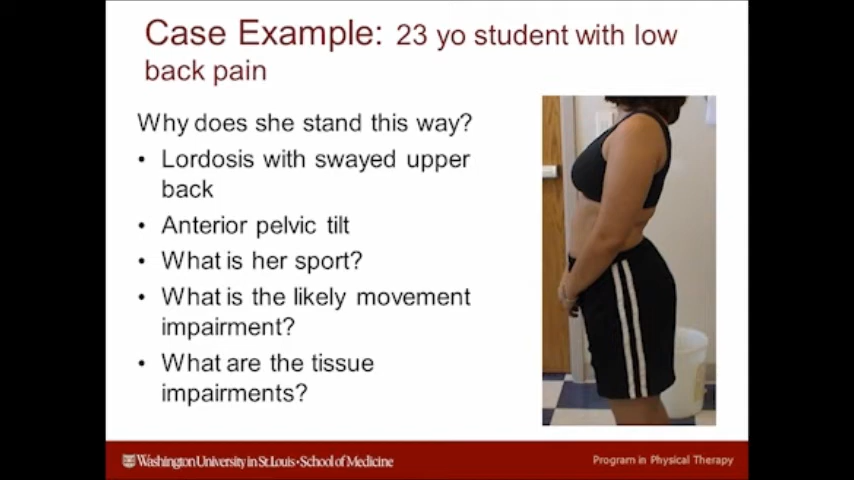 Case Example: 23 yo student with low
back pain
Why does she stand this way?
• Lordosis with swayed upper
back
• Anterior pelvic tilt
• What is her sport?
• What is the likely movement
impairment?
• What are the tissue
impairments?
Washington University in St. Louis • School of Medicine
Program in Physical Therapy